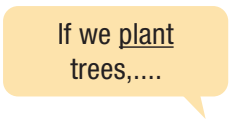 If we plant
trees,....